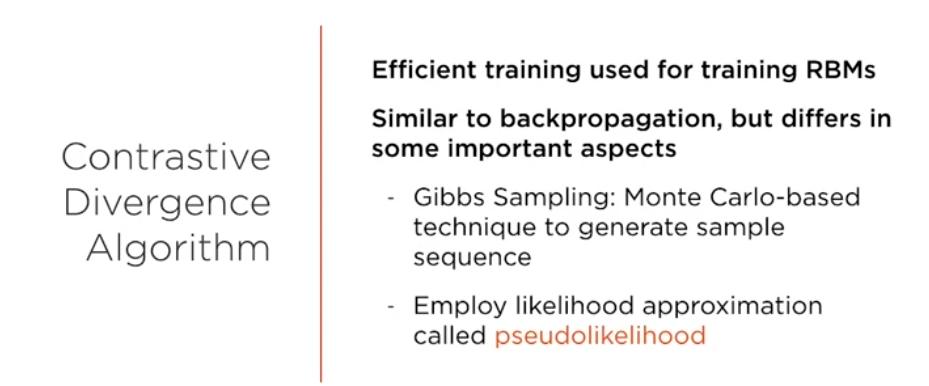 Contrastive
Divergence
Algorithm
Efficient training used for training RBMs
Similar to backpropagation, but differs in
some important aspects
- Gibbs Sampling: Monte Carlo-based
technique to generate sample
sequence
- Employ likelihood approximation
called pseudolikelihood